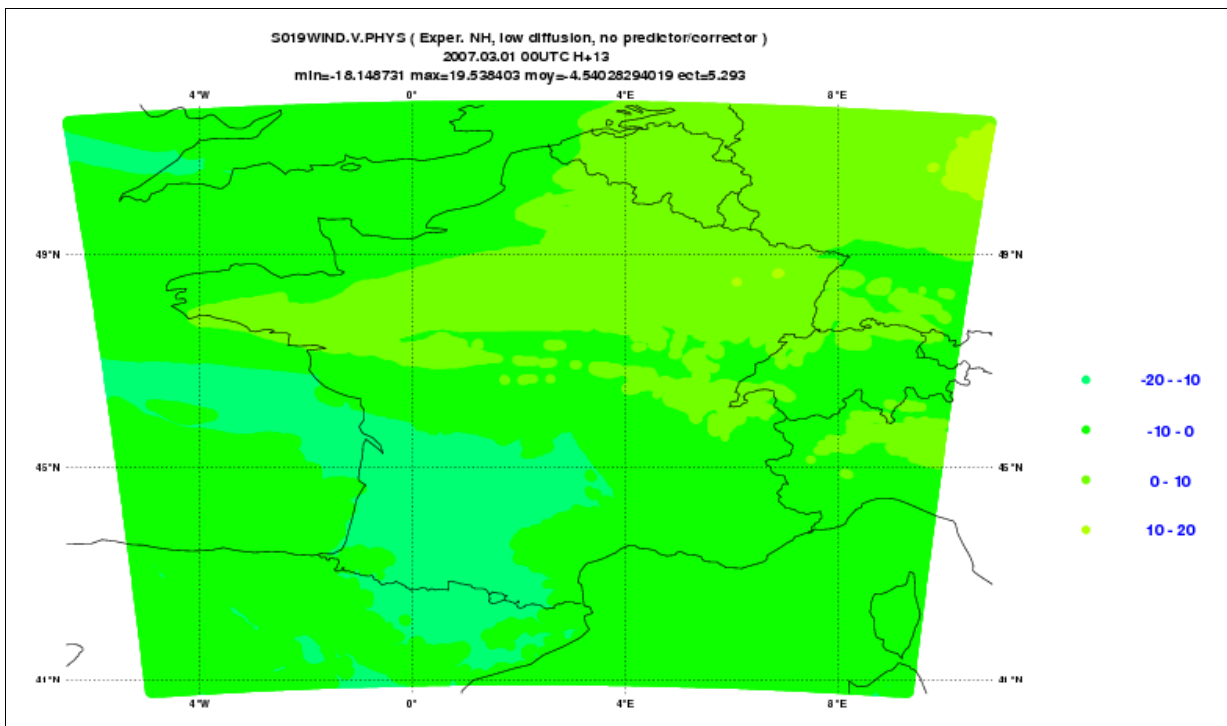 S019WIND.V.PHYS ( Exper. NH, low diffusion, no predictor/corrector )
2007.03.01 00UTC H+13
min=-18.148731 max=19.538403 moy=-4.54028294019 ect=5.293
4°W 0° 4°E 8°E
49°N 49°N
-20 - -10
-10 - 0
45°N 45°N
0 - 10
10 - 20
41°N 41°N
4°W 0° 4°E 8°E